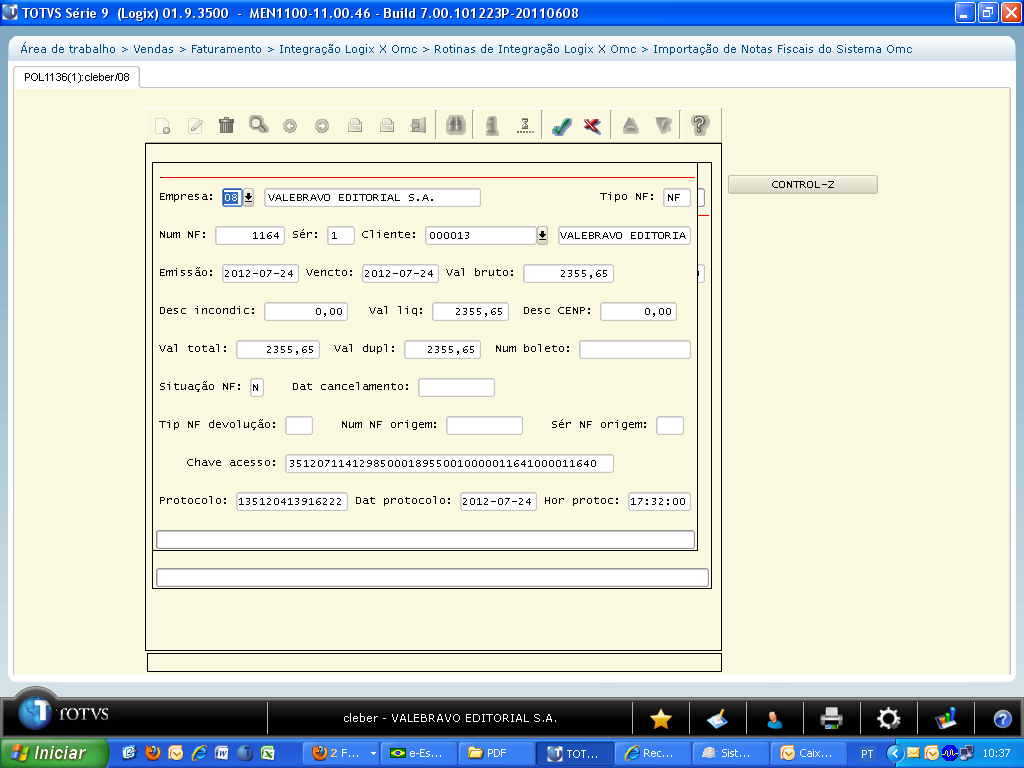 TOTVS Série 9 (Logix) 01.9.3500 - MEN1100-11.00.46 - Build 7.00.101223P-20110608
Área de trabalho > Vendas > Faturamento > Integração Logix X Omc > Rotinas de Integração Logix X Omc > Importação de Notas Fiscais do Sistema Omc
POL1136(1):cleber/08
CONTROL-Z
Empresa: 08 VALEBRAVO EDITORIAL S.A. Tipo NF: NF
Num NF: 1164 Sér: 1 Cliente: 000013 VALEBRAVO EDITORIA
Emissão: 2012-07-24 Vencto: 2012-07-24 Val bruto: 2355,65
Desc incondic: 0,00 Val liq: 2355,65 Desc CENP: 0,00
Val total: 2355,65 Val dupl: 2355,65 Num boleto:
Situação NF: N Dat cancelamento:
Tip NF devolução: Num NF origem: Sér NF origem:
Chave acesso: 35120711412985000189550010000011641000011640
Protocolo: 135120413916222 Dat protocolo: 2012-07-24 Hor protoc: 17:32:00
TOTVS cleber - VALEBRAVO EDITORIAL S.A.
Iniciar 2 F... e-Es... PDF TOT... Rec... Sist... Caix... PT 10:37